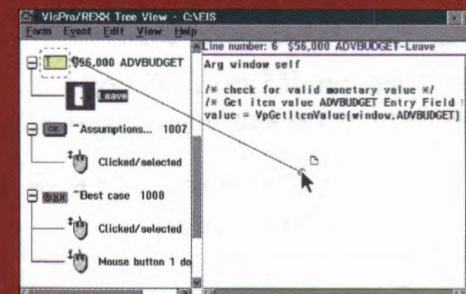 VisPro/REXX Tree View - C:\EIS
Form Event Edit View Help
$56,000 ADVBUDGET
Leave
OK ~Assumptions... 1007
Clicked/selected
~Best case 1008
Clicked/selected
Mouse button 1 do
Line number: 6 $56,000 ADVBUDGET-Leave
Arg window self
/* check for valid monetary value */
/* Get item value ADVBUDGET Entry Field
value = VpGetItemValue(window,ADVBUDGET)